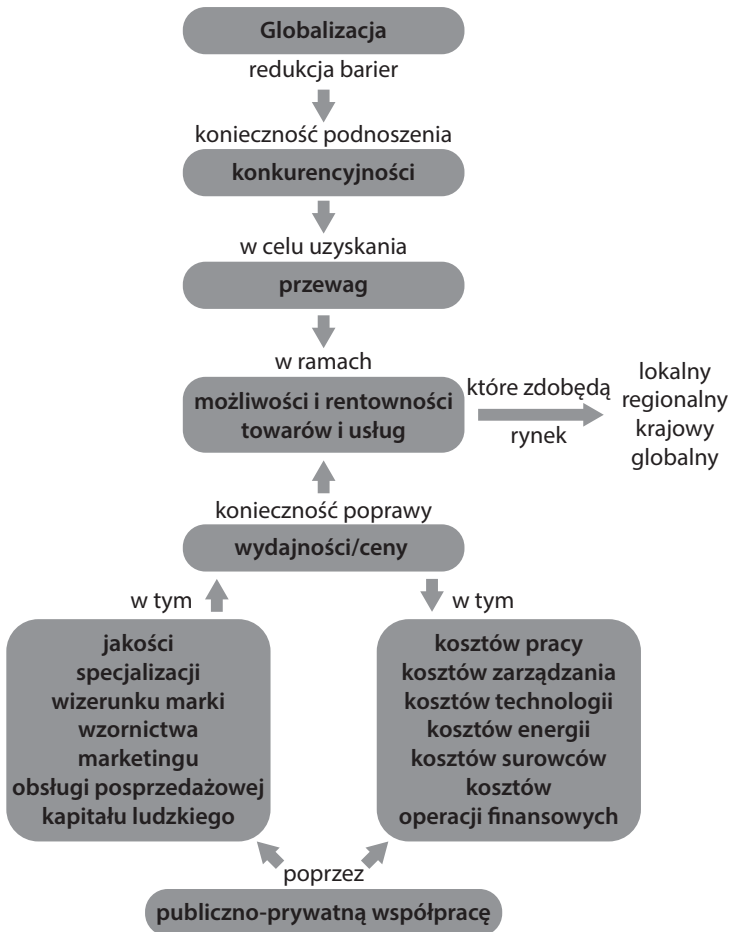 Globalizacja
redukcja barier
konieczność podnoszenia
konkurencyjności
w celu uzyskania
przewag
w ramach
możliwości i rentowności
towarów i usług
które zdobędą
rynek
lokalny
regionalny
krajowy
globalny
konieczność poprawy
wydajności/ceny
w tym
jakości
specjalizacji
wizerunku marki
wzornictwa
marketingu
obsługi posprzedażowej
kapitału ludzkiego
w tym
kosztów pracy
kosztów zarządzania
kosztów technologii
kosztów energii
kosztów surowców
kosztów
operacji finansowych
poprzez
publiczno-prywatną współpracę